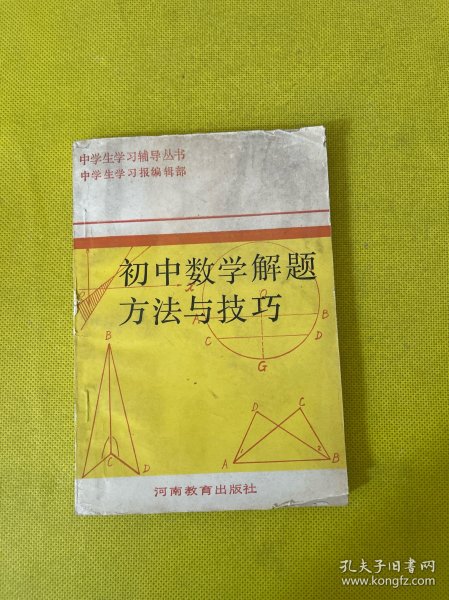 中学生学习辅导丛书
中学生学习报编辑部
初中数学解题
方法与技巧
X
A
B
C
D
G
B
C
D
D
C
A
B
河南教育出版社
孔夫子旧书网
www.kongfz.com